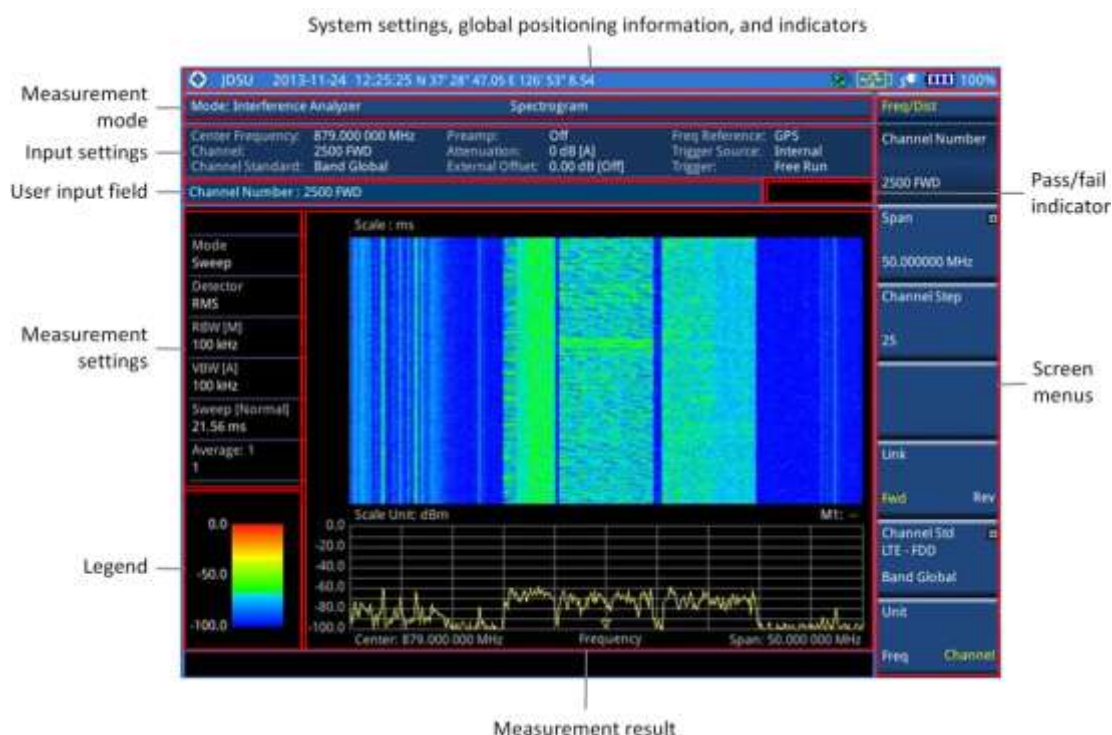 System settings, global positioning information, and indicators
JDSU 2013-11-24 12:25:25 N 37° 28" 47.05 E 126° 53" 8.54
100%
Measurement mode
Mode: Interference Analyzer
Spectrogram
Input settings
Center Frequency: 879.000 000 MHz
Channel: 2500 FWD
Channel Standard: Band Global
Preamp: Off
Attenuation: 0 dB [A]
External Offset: 0.00 dB [Off]
Freq Reference: GPS
Trigger Source: Internal
Trigger: Free Run
User input field
Channel Number : 2500 FWD
Pass/fail indicator
Measurement settings
Mode
Sweep
Detector
RMS
RBW [M]
100 kHz
VBW [A]
100 kHz
Sweep [Normal]
21.56 ms
Average: 1
1
Scale : ms
Legend
0.0
-50.0
-100.0
Scale Unit: dBm
M1: --
0.0
-20.0
-40.0
-60.0
-80.0
-100.0
Center: 879.000 000 MHz
Frequency
Span: 50.000 000 MHz
Screen menus
Freq/Dist
Channel Number
2500 FWD
Span
50.000000 MHz
Channel Step
25
Link
Fwd Rev
Channel Std
LTE - FDD
Band Global
Unit
Freq Channel
Measurement result